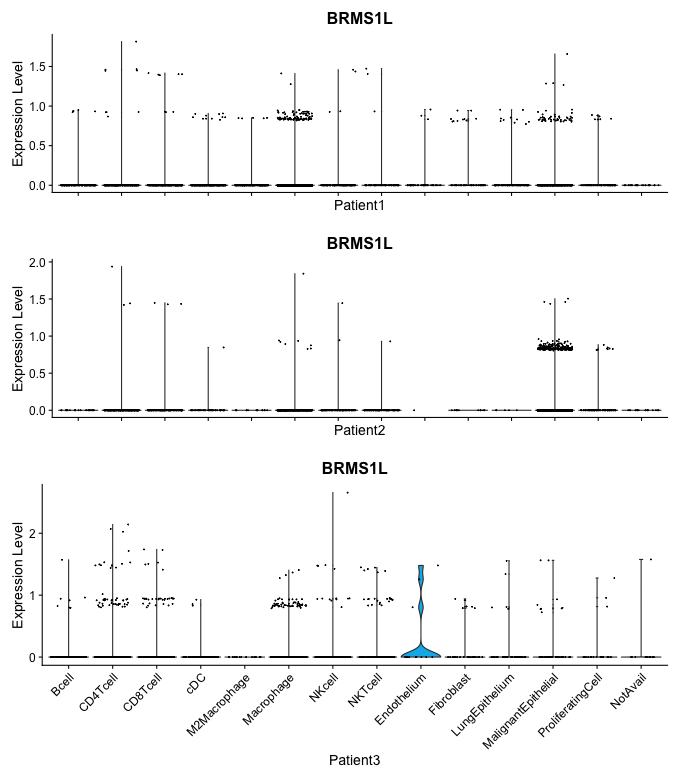 BRMS1L
Expression Level
1.5
1.0
0.5
0.0
Patient1
BRMS1L
Expression Level
2.0
1.5
1.0
0.5
0.0
Patient2
BRMS1L
Expression Level
2
1
0
Bcell
CD4Tcell
CD8Tcell
cDC
M2Macrophage
Macrophage
NKcell
NKTcell
Endothelium
Fibroblast
LungEpithelium
MalignantEpithelial
ProliferatingCell
NotAvail
Patient3